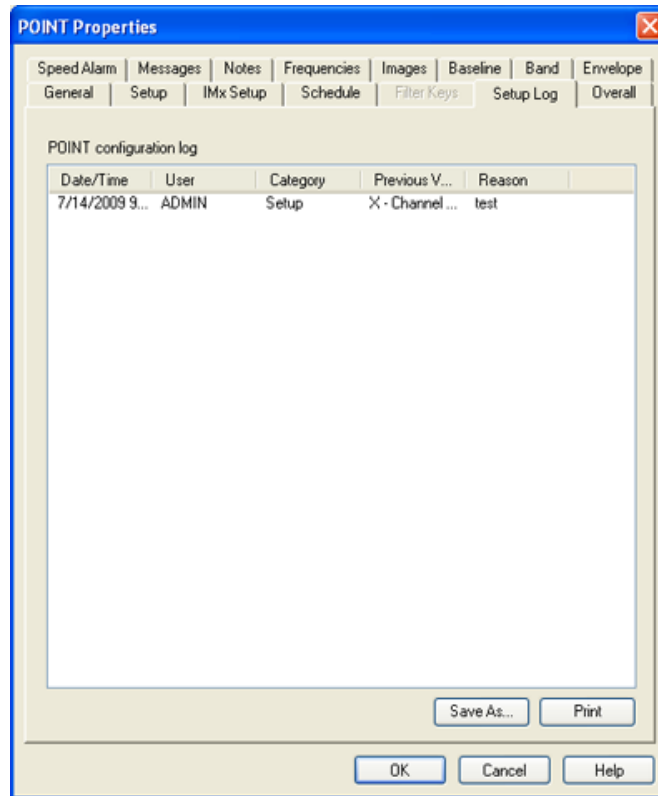 POINT Properties
Speed Alarm Messages Notes Frequencies Images Baseline Band Envelope
General Setup IMx Setup Schedule Filter Keys Setup Log Overall
POINT configuration log
Date/Time User Category Previous V... Reason
7/14/2009 9... ADMIN Setup X - Channel ... test
Save As... Print
OK Cancel Help